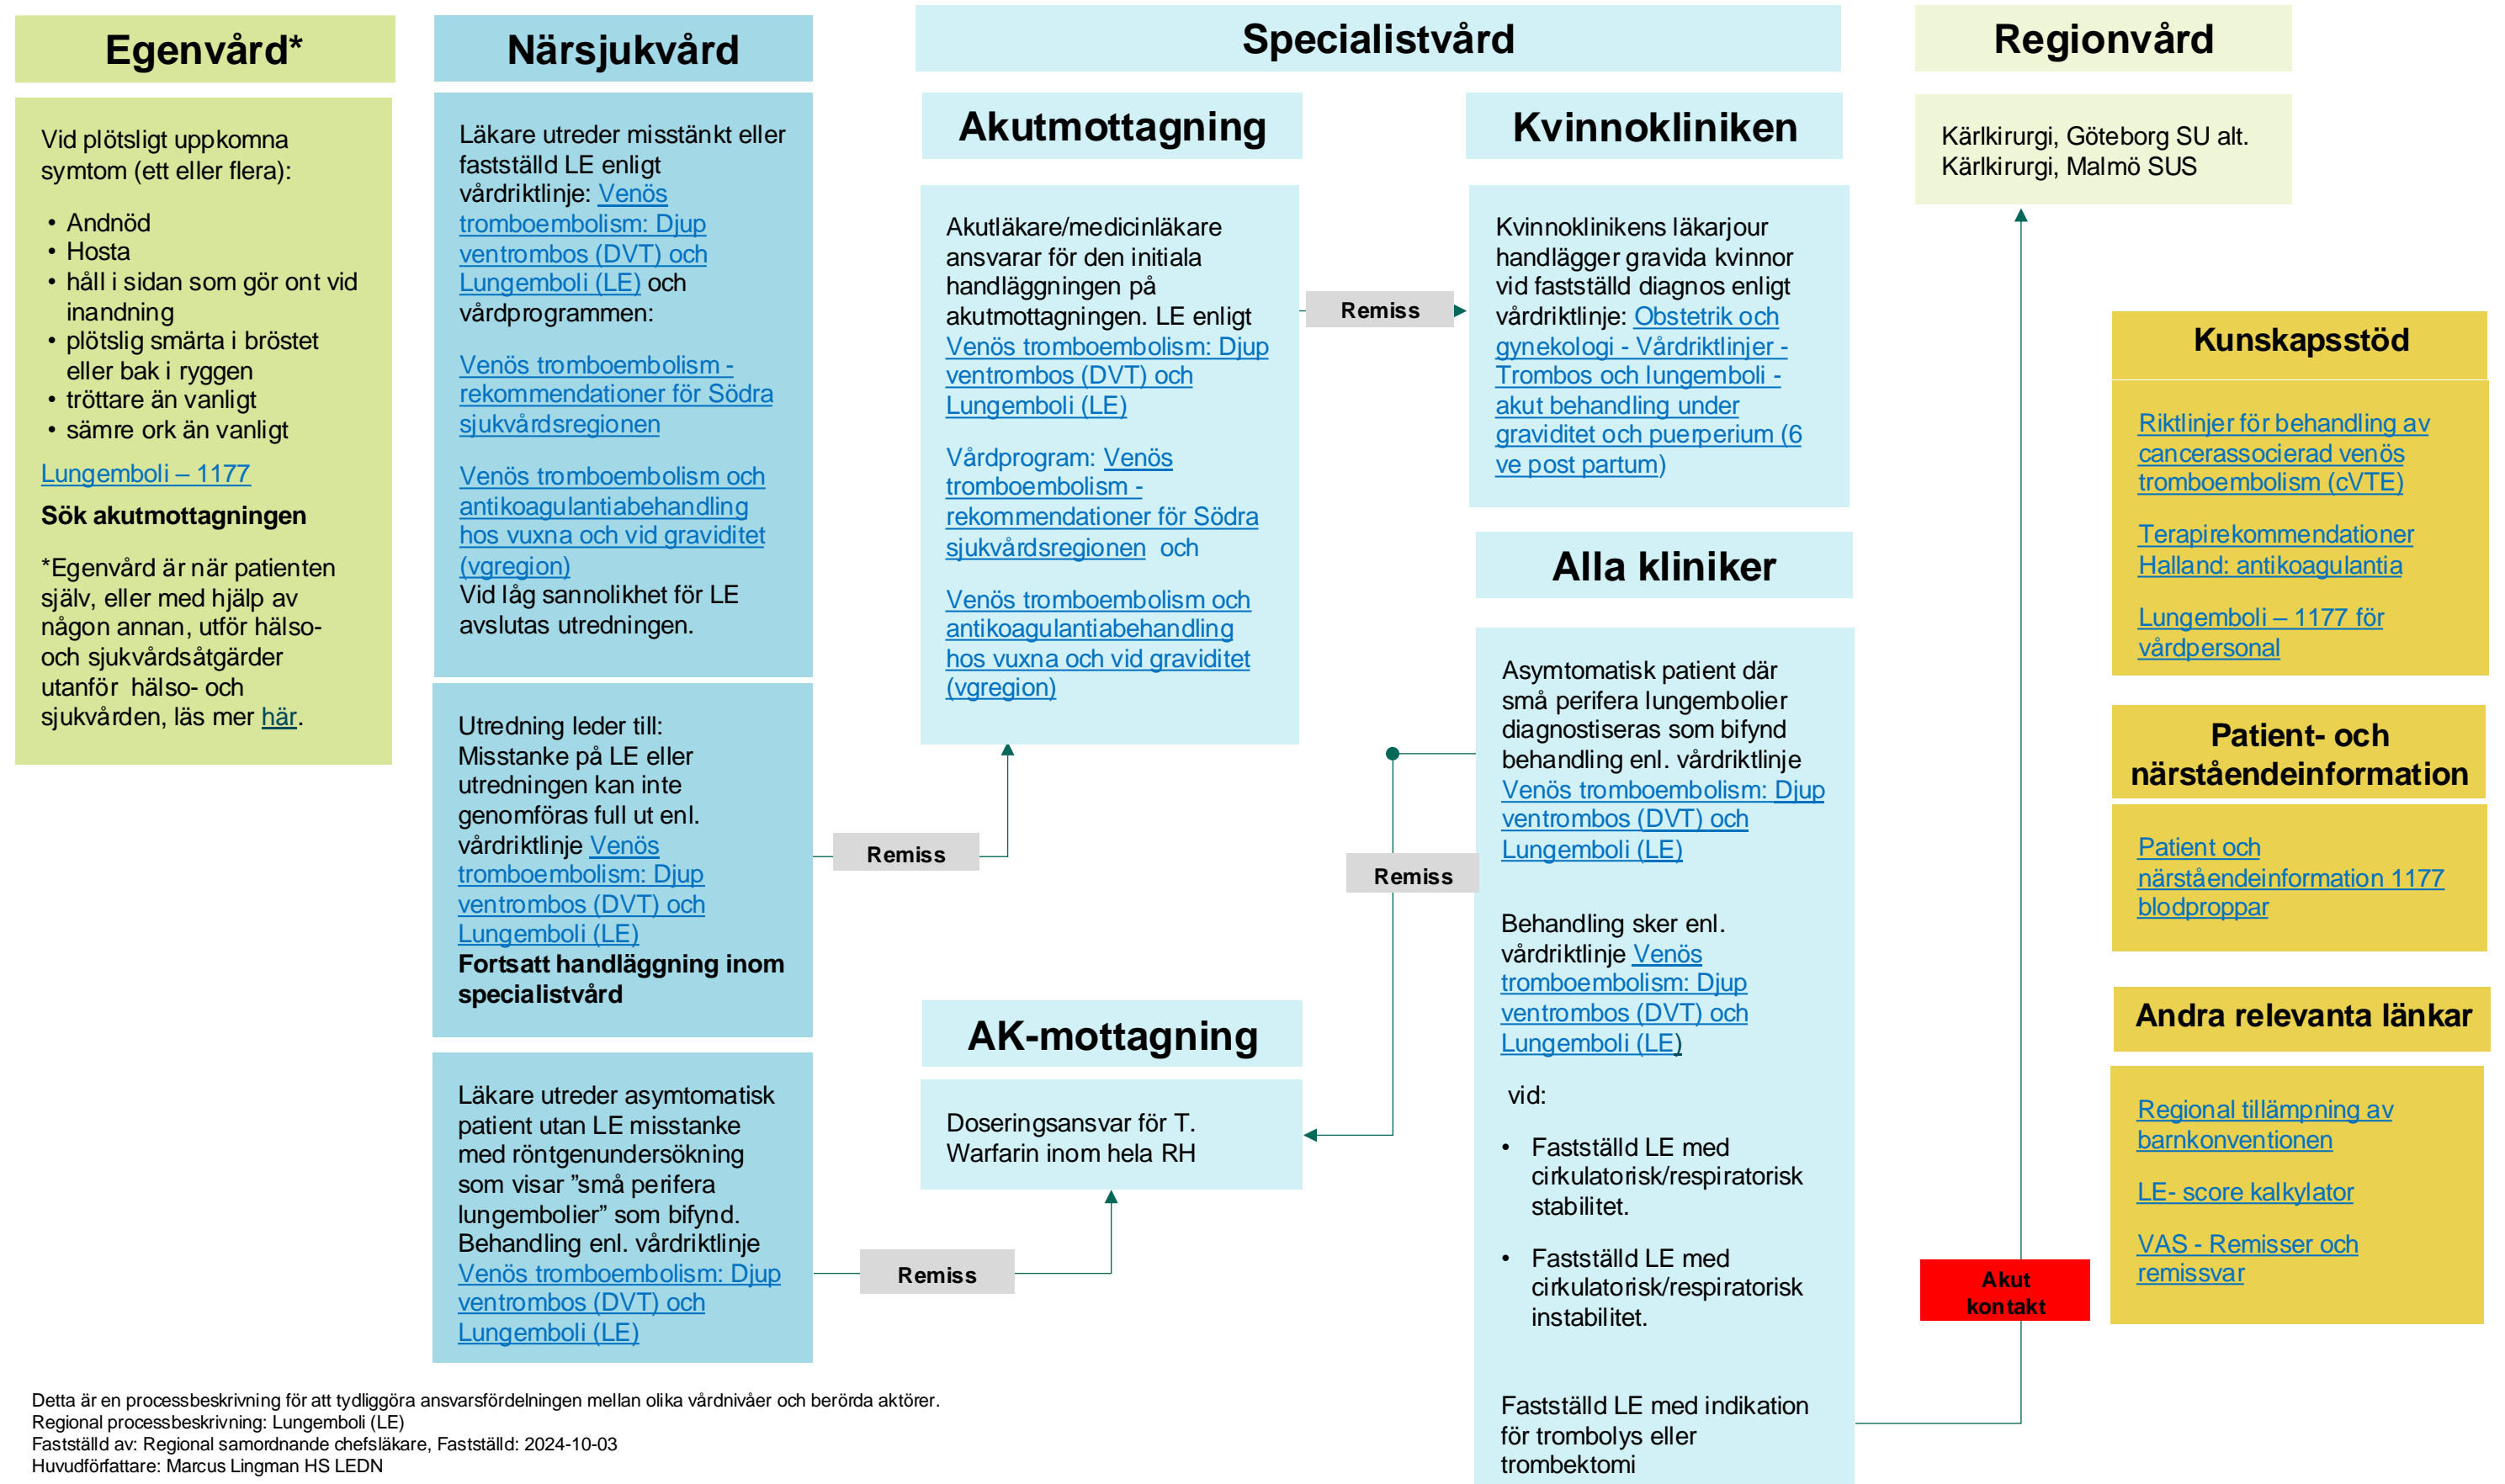 Egenvård*
Vid plötsligt uppkomna
symtom (ett eller flera):
• Andnöd
• Hosta
• håll i sidan som gör ont vid
inandning
• plötslig smärta i bröstet
eller bak i ryggen
• tröttare än vanligt
• sämre ork än vanligt
Lungemboli – 1177
Sök akutmottagningen
*Egenvård är när patienten
själv, eller med hjälp av
någon annan, utför hälso-
och sjukvårdsåtgärder
utanför hälso- och
sjukvården, läs mer här.
Närsjukvård
Läkare utreder misstänkt eller
fastställd LE enligt
vårdriktlinje: Venös
tromboembolism: Djup
ventrombos (DVT) och
Lungemboli (LE) och
vårdprogrammen:
Venös tromboembolism -
rekommendationer för Södra
sjukvårdsregionen
Venös tromboembolism och
antikoagulantiabehandling
hos vuxna och vid graviditet
(vgregion)
Vid låg sannolikhet för LE
avslutas utredningen.
Utredning leder till:
Misstanke på LE eller
utredningen kan inte
genomföras full ut enl.
vårdriktlinje Venös
tromboembolism: Djup
ventrombos (DVT) och
Lungemboli (LE)
Fortsatt handläggning inom
specialistvård
Remiss
Läkare utreder asymtomatisk
patient utan LE misstanke
med röntgenundersökning
som visar ”små perifera
lungembolier” som bifynd.
Behandling enl. vårdriktlinje
Venös tromboembolism: Djup
ventrombos (DVT) och
Lungemboli (LE)
Remiss
Specialistvård
Akutmottagning
Akutläkare/medicinläkare
ansvarar för den initiala
handläggningen på
akutmottagningen. LE enligt
Venös tromboembolism: Djup
ventrombos (DVT) och
Lungemboli (LE)
Vårdprogram: Venös
tromboembolism -
rekommendationer för Södra
sjukvårdsregionen och
Venös tromboembolism och
antikoagulantiabehandling
hos vuxna och vid graviditet
(vgregion)
Remiss
AK-mottagning
Doseringsansvar för T.
Warfarin inom hela RH
Kvinnokliniken
Kvinnoklinikens läkarjour
handlägger gravida kvinnor
vid fastställd diagnos enligt
vårdriktlinje: Obstetrik och
gynekologi - Vårdriktlinjer -
Trombos och lungemboli -
akut behandling under
graviditet och puerperium (6
ve post partum)
Alla kliniker
Asymtomatisk patient där
små perifera lungembolier
diagnostiseras som bifynd
behandling enl. vårdriktlinje
Venös tromboembolism: Djup
ventrombos (DVT) och
Lungemboli (LE)
Remiss
Behandling sker enl.
vårdriktlinje Venös
tromboembolism: Djup
ventrombos (DVT) och
Lungemboli (LE)
vid:
• Fastställd LE med
cirkulatorisk/respiratorisk
stabilitet.
• Fastställd LE med
cirkulatorisk/respiratorisk
instabilitet.
Fastställd LE med indikation
för trombolys eller
trombektomi
Regionvård
Kärlkirurgi, Göteborg SU alt.
Kärlkirurgi, Malmö SUS
Akut
kontakt
Kunskapsstöd
Riktlinjer för behandling av
cancerassocierad venös
tromboembolism (cVTE)
Terapirekommendationer
Halland: antikoagulantia
Lungemboli – 1177 för
vårdpersonal
Patient- och
närståendeinformation
Patient och
närståendeinformation 1177
blodproppar
Andra relevanta länkar
Regional tillämpning av
barnkonventionen
LE- score kalkylator
VAS - Remisser och
remissvar
Detta är en processbeskrivning för att tydliggöra ansvarsfördelningen mellan olika vårdnivåer och berörda aktörer.
Regional processbeskrivning: Lungemboli (LE)
Fastställd av: Regional samordnande chefsläkare, Fastställd: 2024-10-03
Huvudförfattare: Marcus Lingman HS LEDN